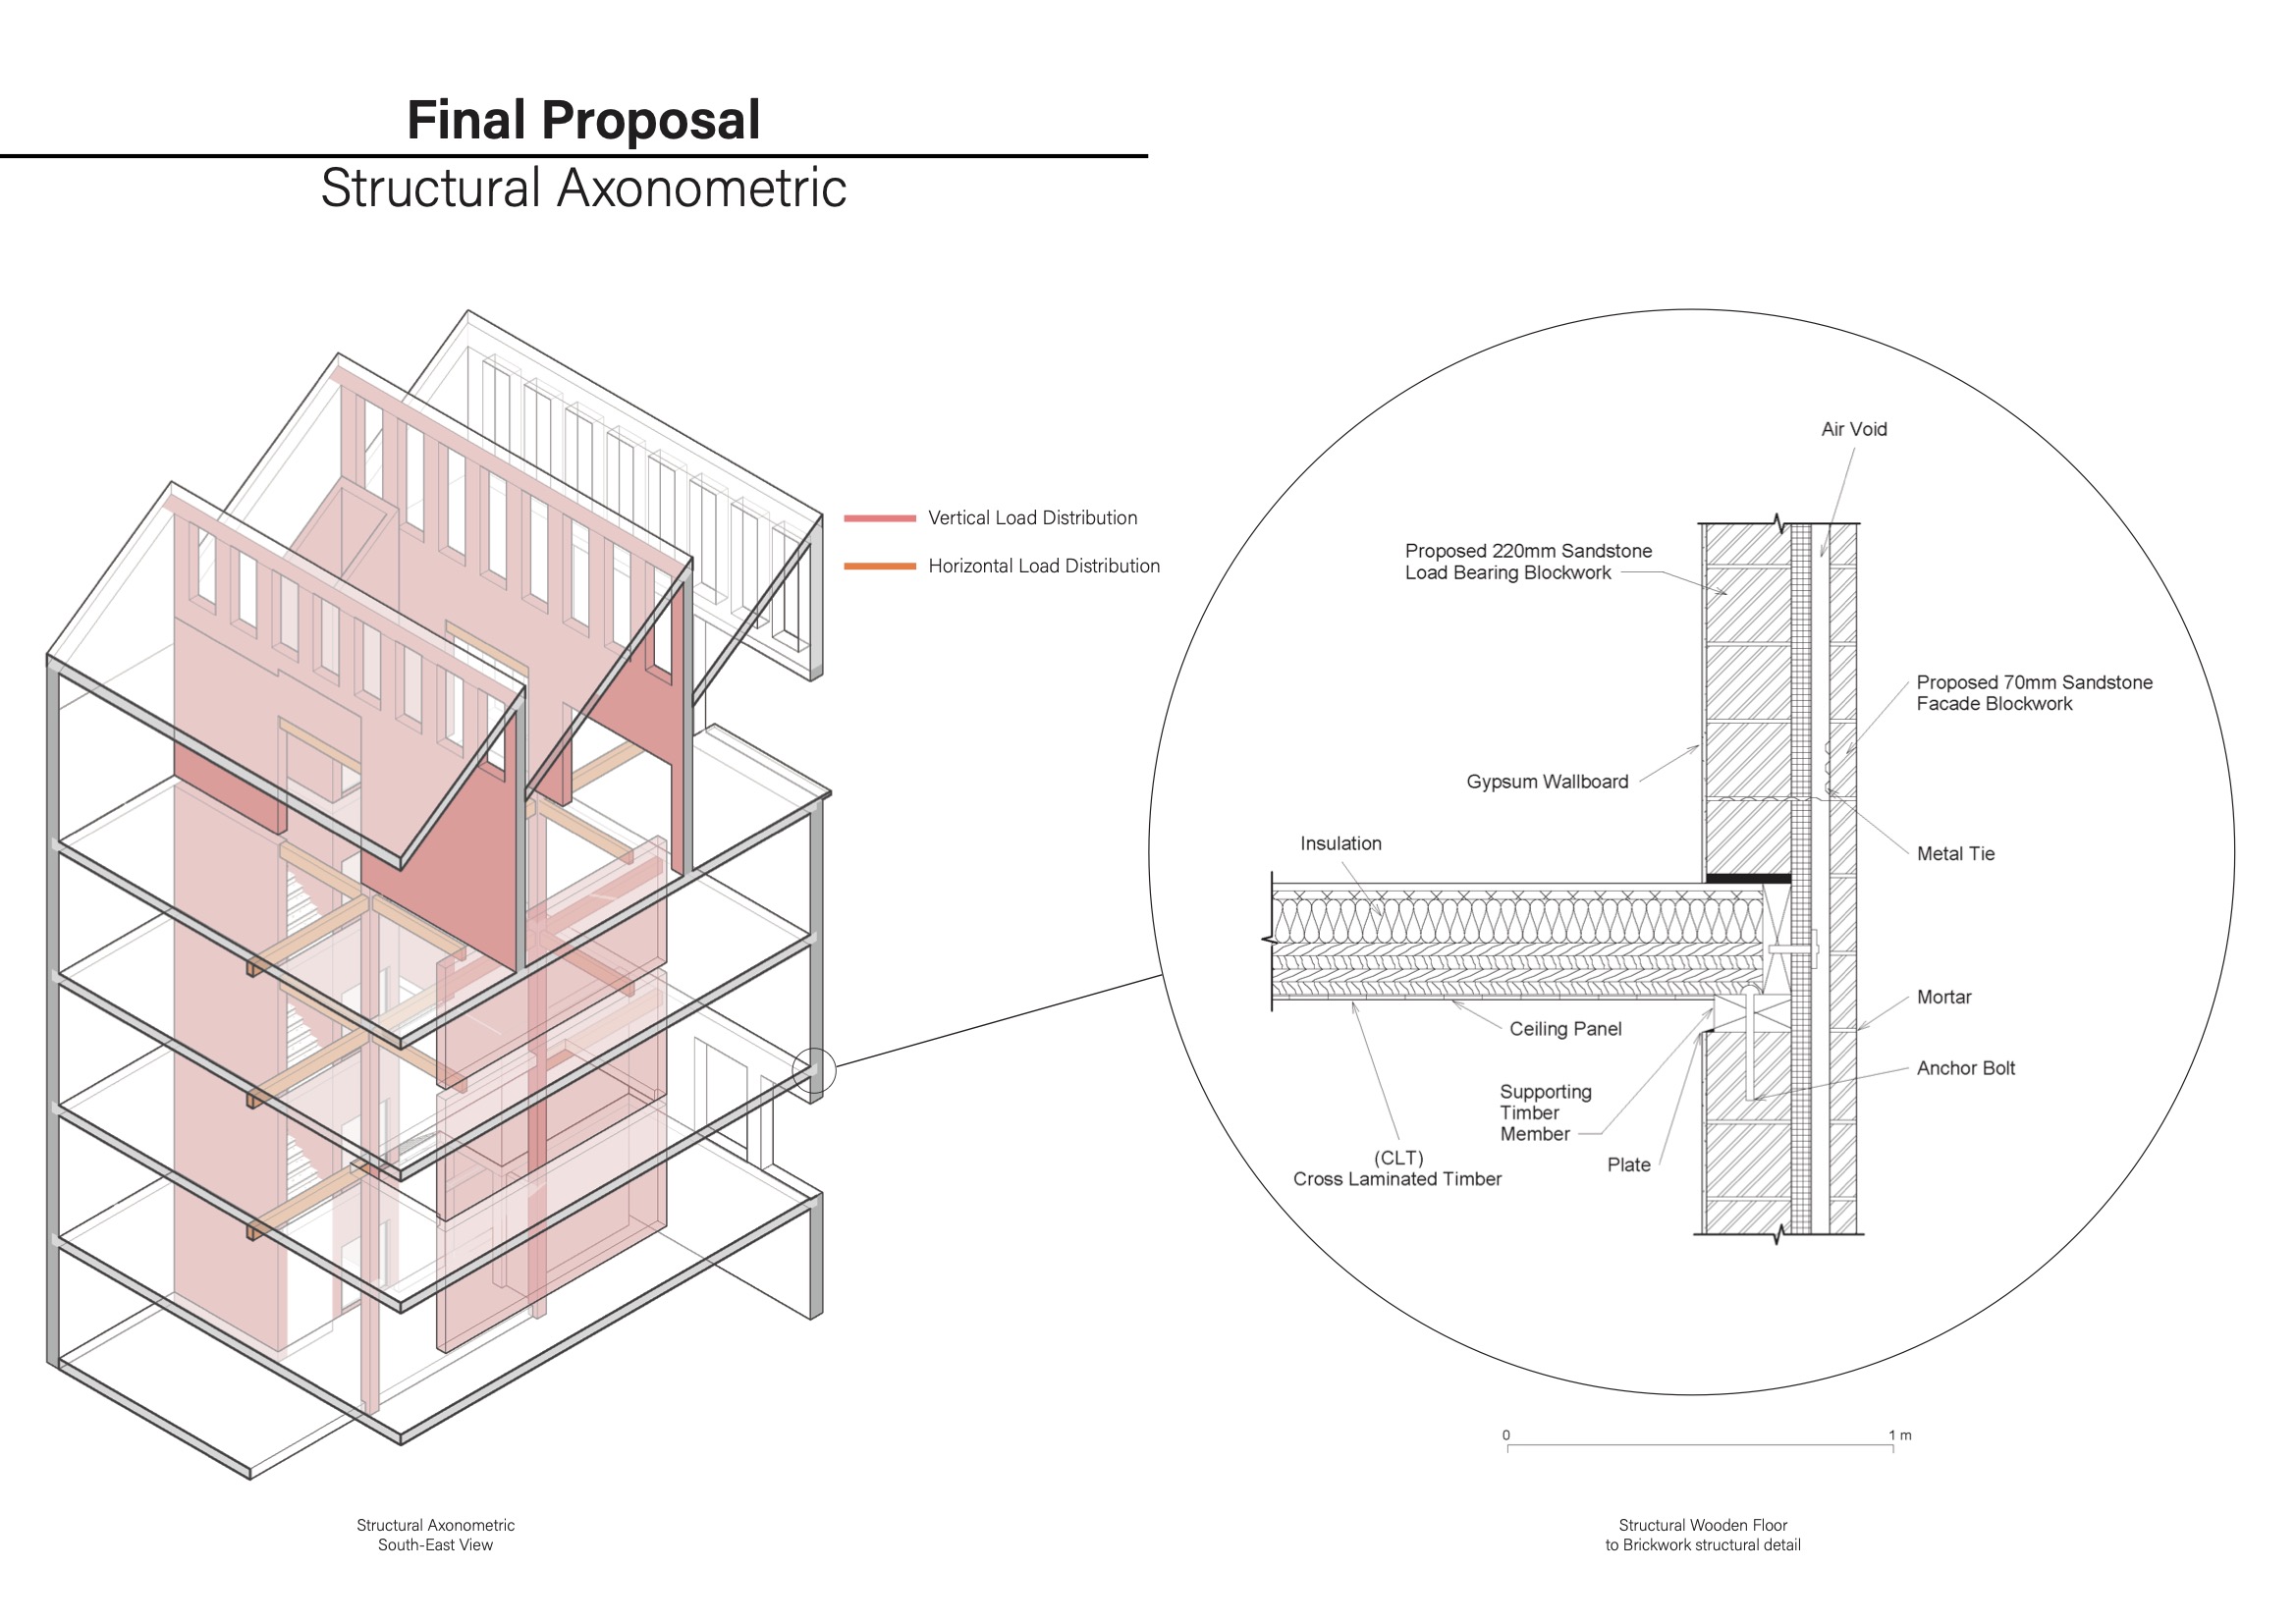 Final Proposal
Structural Axonometric
Vertical Load Distribution
Horizontal Load Distribution
Structural Axonometric
South-East View
Air Void
Proposed 220mm Sandstone
Load Bearing Blockwork
Proposed 70mm Sandstone
Facade Blockwork
Gypsum Wallboard
Insulation
Metal Tie
Mortar
Ceiling Panel
Anchor Bolt
Supporting
Timber
Member
Plate
(CLT)
Cross Laminated Timber
0
1 m
Structural Wooden Floor
to Brickwork structural detail